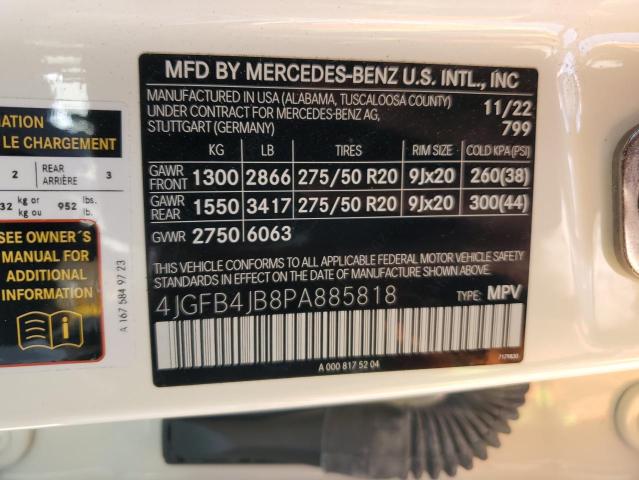 MFD BY MERCEDES-BENZ U.S. INTL., INC
MANUFACTURED IN USA (ALABAMA, TUSCALOOSA COUNTY) 11/22
UNDER CONTRACT FOR MERCEDES-BENZ AG, 799
STUTTGART (GERMANY)
KG LB TIRES RIM SIZE COLD KPA(PSI)
GAWR FRONT 1300 2866 275/50 R20 9Jx20 260(38)
GAWR REAR 1550 3417 275/50 R20 9Jx20 300(44)
GVWR 2750 6063
THIS VEHICLE CONFORMS TO ALL APPLICABLE FEDERAL MOTOR VEHICLE SAFETY
STANDARDS IN EFFECT ON THE DATE OF MANUFACTURE SHOWN ABOVE.
4JGFB4JB8PA885818 TYPE: MPV
A 000 817 52 04
LE CHARGEMENT
2 REAR ARRIÈRE 3
kg or kg ou 952 lbs. lb.
SEE OWNER´S
MANUAL FOR
ADDITIONAL
INFORMATION
A 167 584 97 23